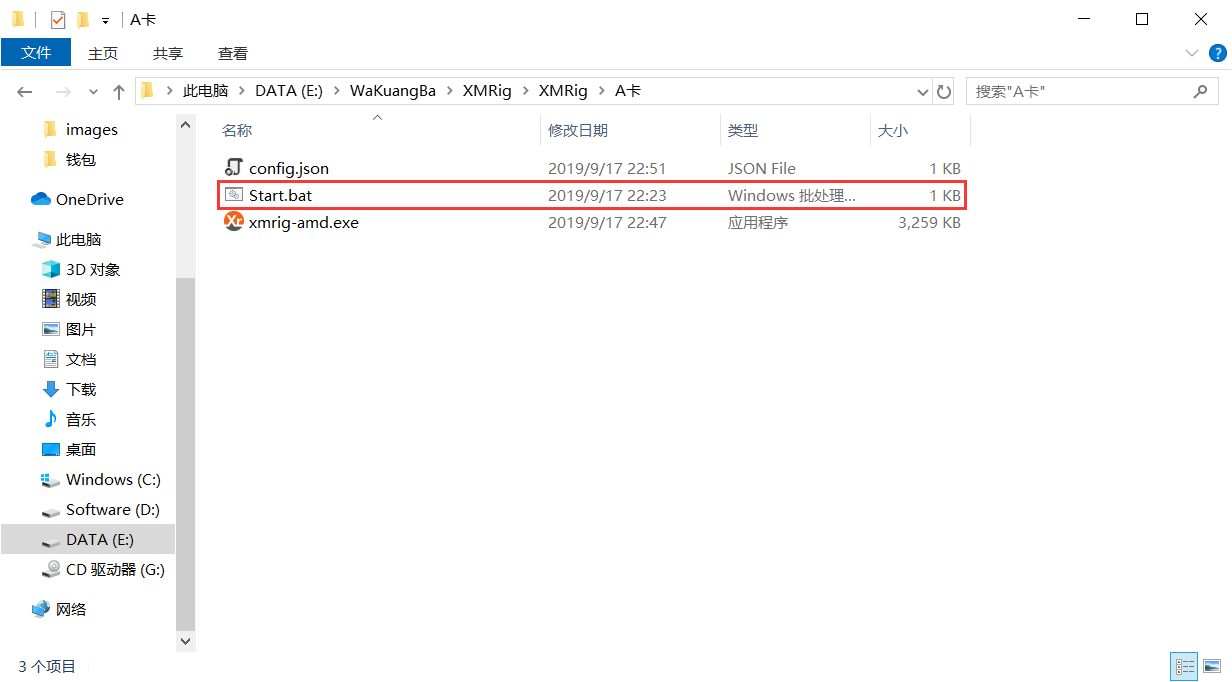 A卡
文件 主页 共享 查看
此电脑 DATA (E:) WaKuangBa XMRig XMRig A卡 搜索"A卡"
images
钱包
OneDrive
此电脑
3D 对象
视频
图片
文档
下载
音乐
桌面
Windows (C:)
Software (D:)
DATA (E:)
CD 驱动器 (G:)
网络
名称 修改日期 类型 大小
config.json 2019/9/17 22:51 JSON File 1 KB
Start.bat 2019/9/17 22:23 Windows 批处理... 1 KB
xmrig-amd.exe 2019/9/17 22:47 应用程序 3,259 KB
3 个项目